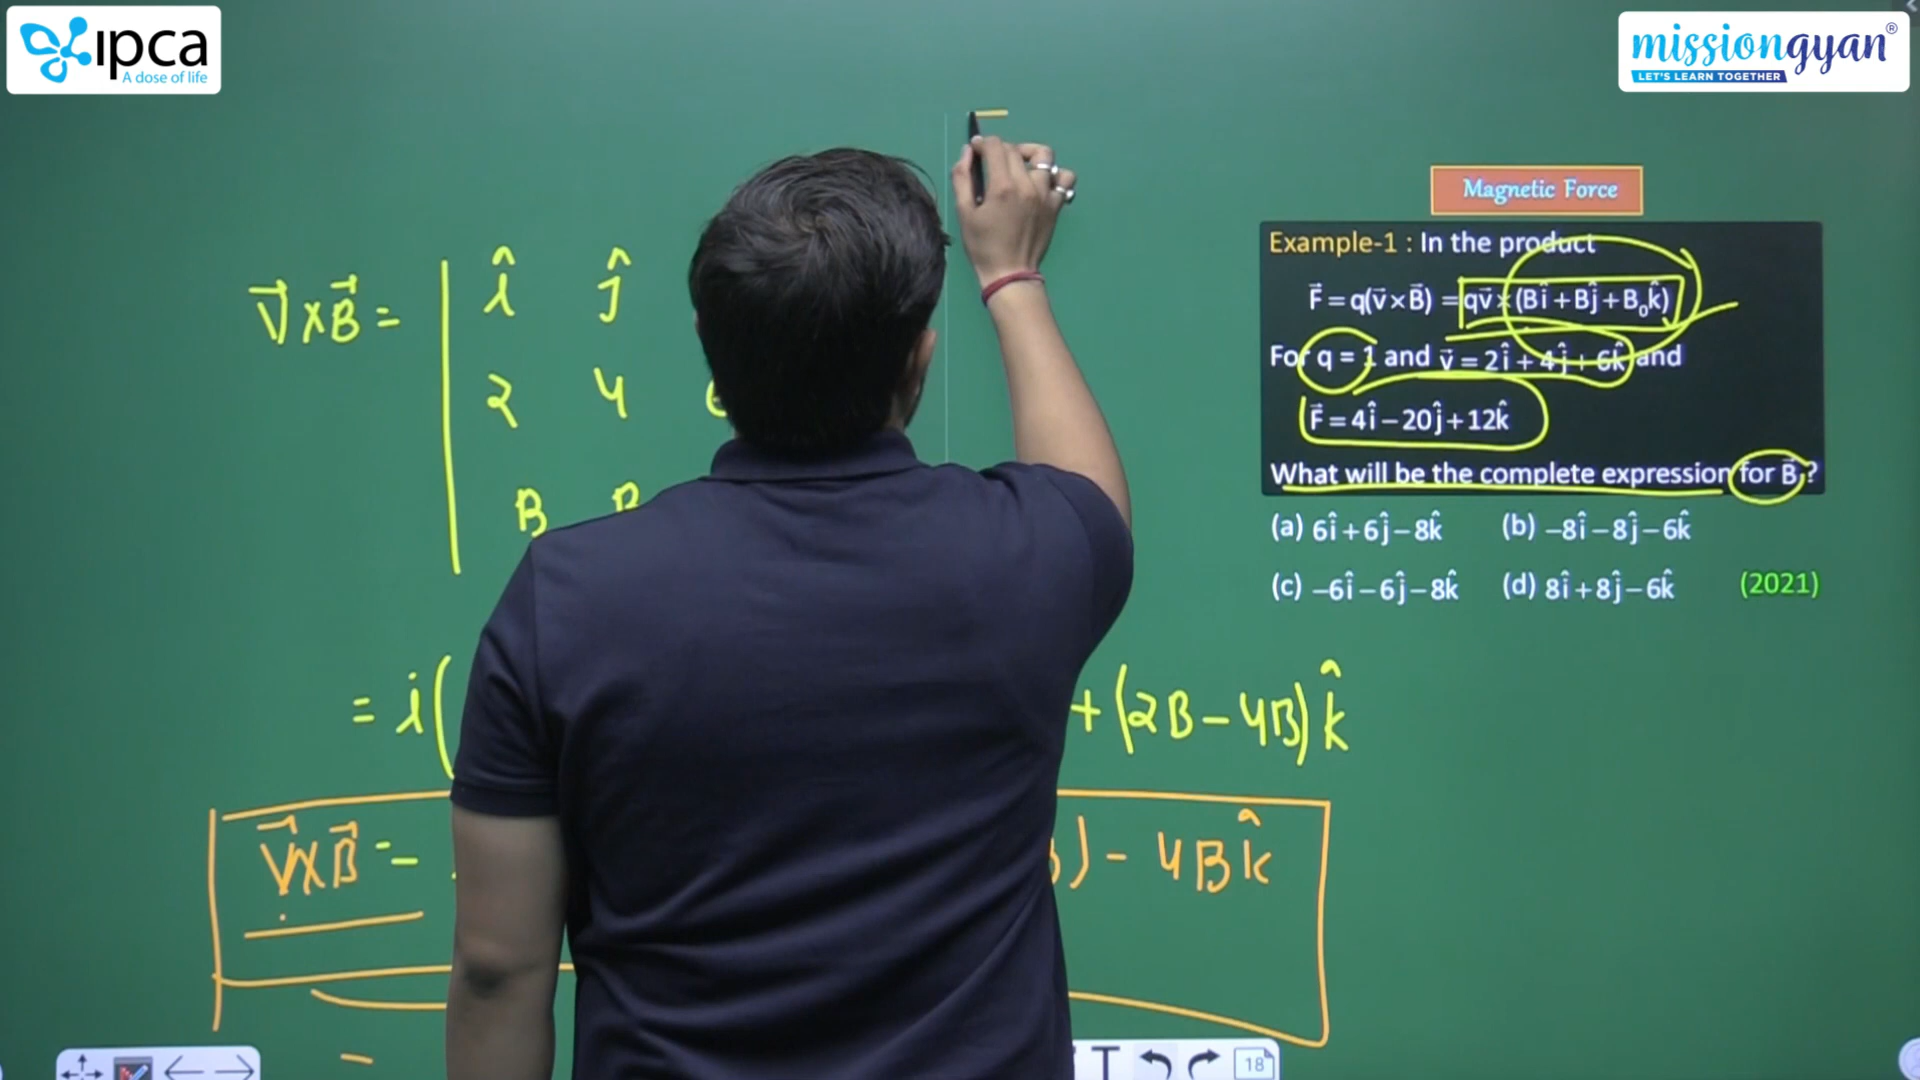 ipca
A dose of life
missiongyan®
LET'S LEARN TOGETHER
Magnetic Force
Example-1 : In the product
F⃗ = q(v⃗ × B⃗) = qv⃗ × (Bî + Bĵ + B₀k̂)
For q = 1 and v⃗ = 2î + 4ĵ + 6k̂ and
F⃗ = 4î – 20ĵ + 12k̂
What will be the complete expression for B⃗ ?
(a) 6î + 6ĵ – 8k̂ (b) –8î – 8ĵ – 6k̂
(c) –6î – 6ĵ – 8k̂ (d) 8î + 8ĵ – 6k̂ (2021)
V⃗ × B⃗ =
î ĵ
2 4
B B
= i( + (2B – 4B) k̂
V⃗ × B⃗ = ) – 4B k̂
T 18